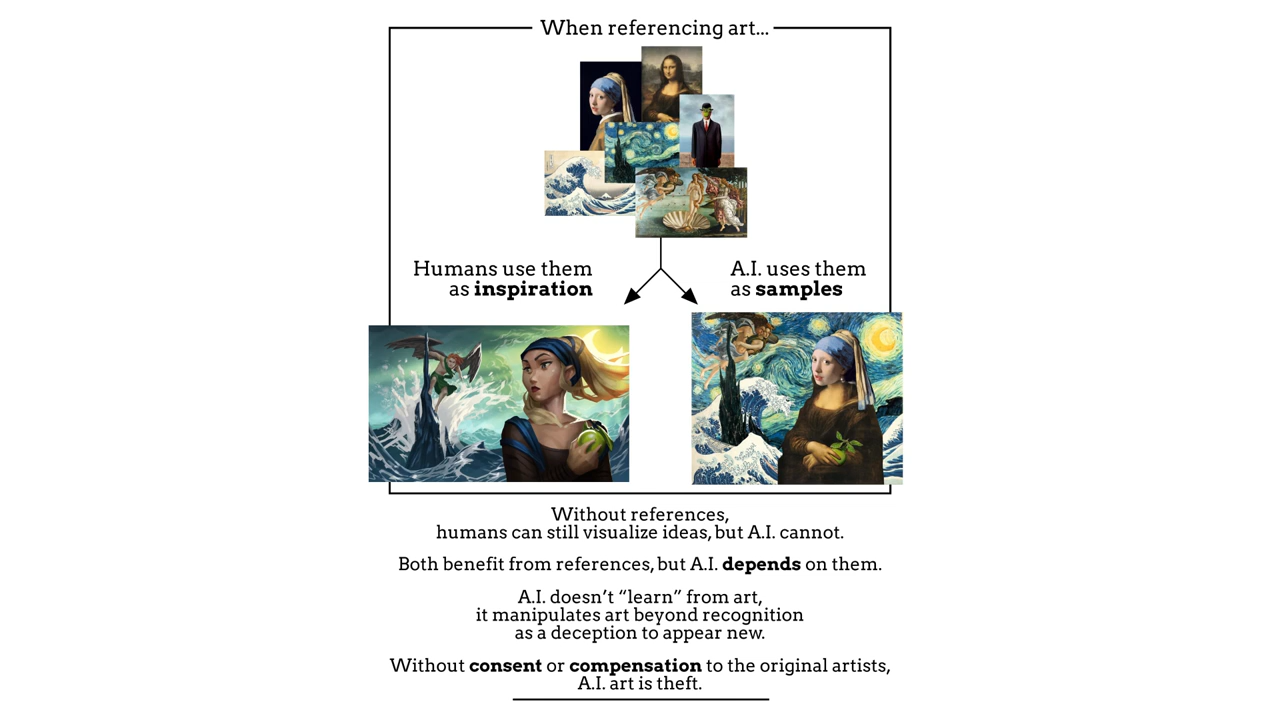 When referencing art...
Humans use them
as inspiration
A.I. uses them
as samples
Without references,
humans can still visualize ideas, but A.I. cannot.
Both benefit from references, but A.I. depends on them.
A.I. doesn’t “learn” from art,
it manipulates art beyond recognition
as a deception to appear new.
Without consent or compensation to the original artists,
A.I. art is theft.